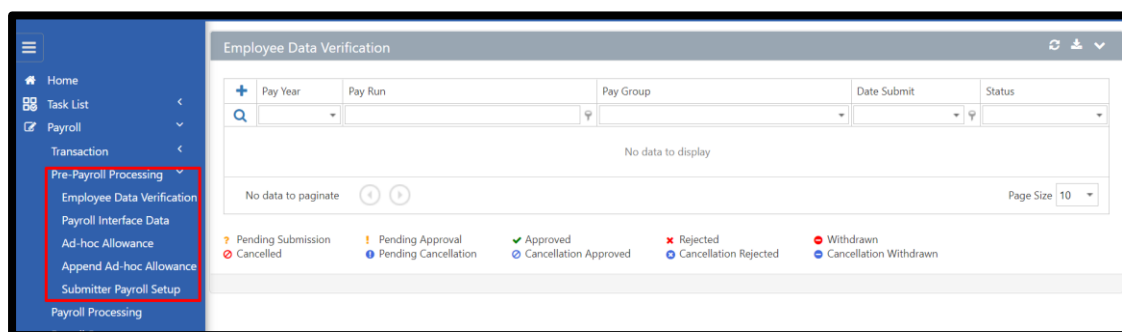 Employee Data Verification
Home
Task List
Payroll
Transaction
Pre-Payroll Processing
Employee Data Verification
Payroll Interface Data
Ad-hoc Allowance
Append Ad-hoc Allowance
Submitter Payroll Setup
Payroll Processing
Pay Year Pay Run Pay Group Date Submit Status
No data to display
No data to paginate Page Size 10
Pending Submission Pending Approval Approved Rejected Withdrawn
Cancelled Pending Cancellation Cancellation Approved Cancellation Rejected Cancellation Withdrawn